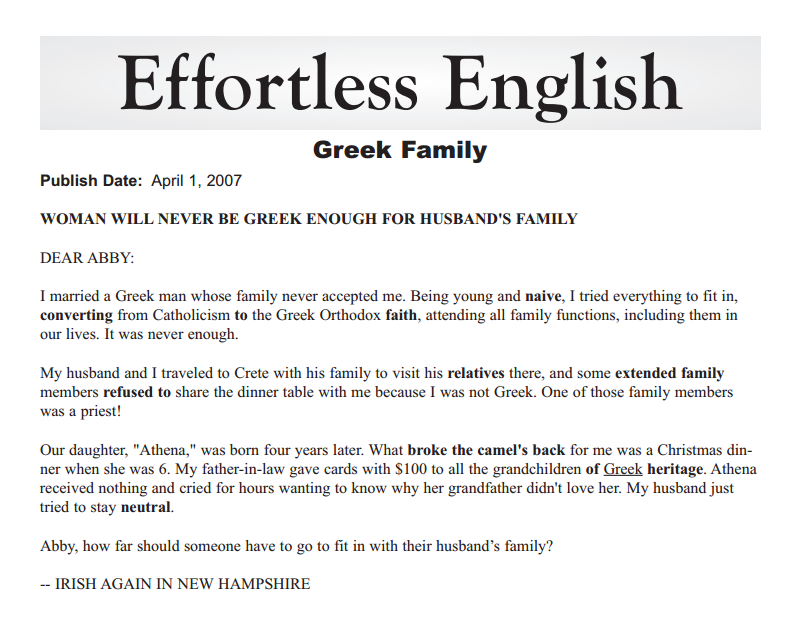 Effortless English
Greek Family
Publish Date: April 1, 2007
WOMAN WILL NEVER BE GREEK ENOUGH FOR HUSBAND'S FAMILY
DEAR ABBY:
I married a Greek man whose family never accepted me. Being young and naive, I tried everything to fit in,
converting from Catholicism to the Greek Orthodox faith, attending all family functions, including them in
our lives. It was never enough.
My husband and I traveled to Crete with his family to visit his relatives there, and some extended family
members refused to share the dinner table with me because I was not Greek. One of those family members
was a priest!
Our daughter, "Athena," was born four years later. What broke the camel's back for me was a Christmas din-
ner when she was 6. My father-in-law gave cards with $100 to all the grandchildren of Greek heritage. Athena
received nothing and cried for hours wanting to know why her grandfather didn't love her. My husband just
tried to stay neutral.
Abby, how far should someone have to go to fit in with their husband’s family?
-- IRISH AGAIN IN NEW HAMPSHIRE